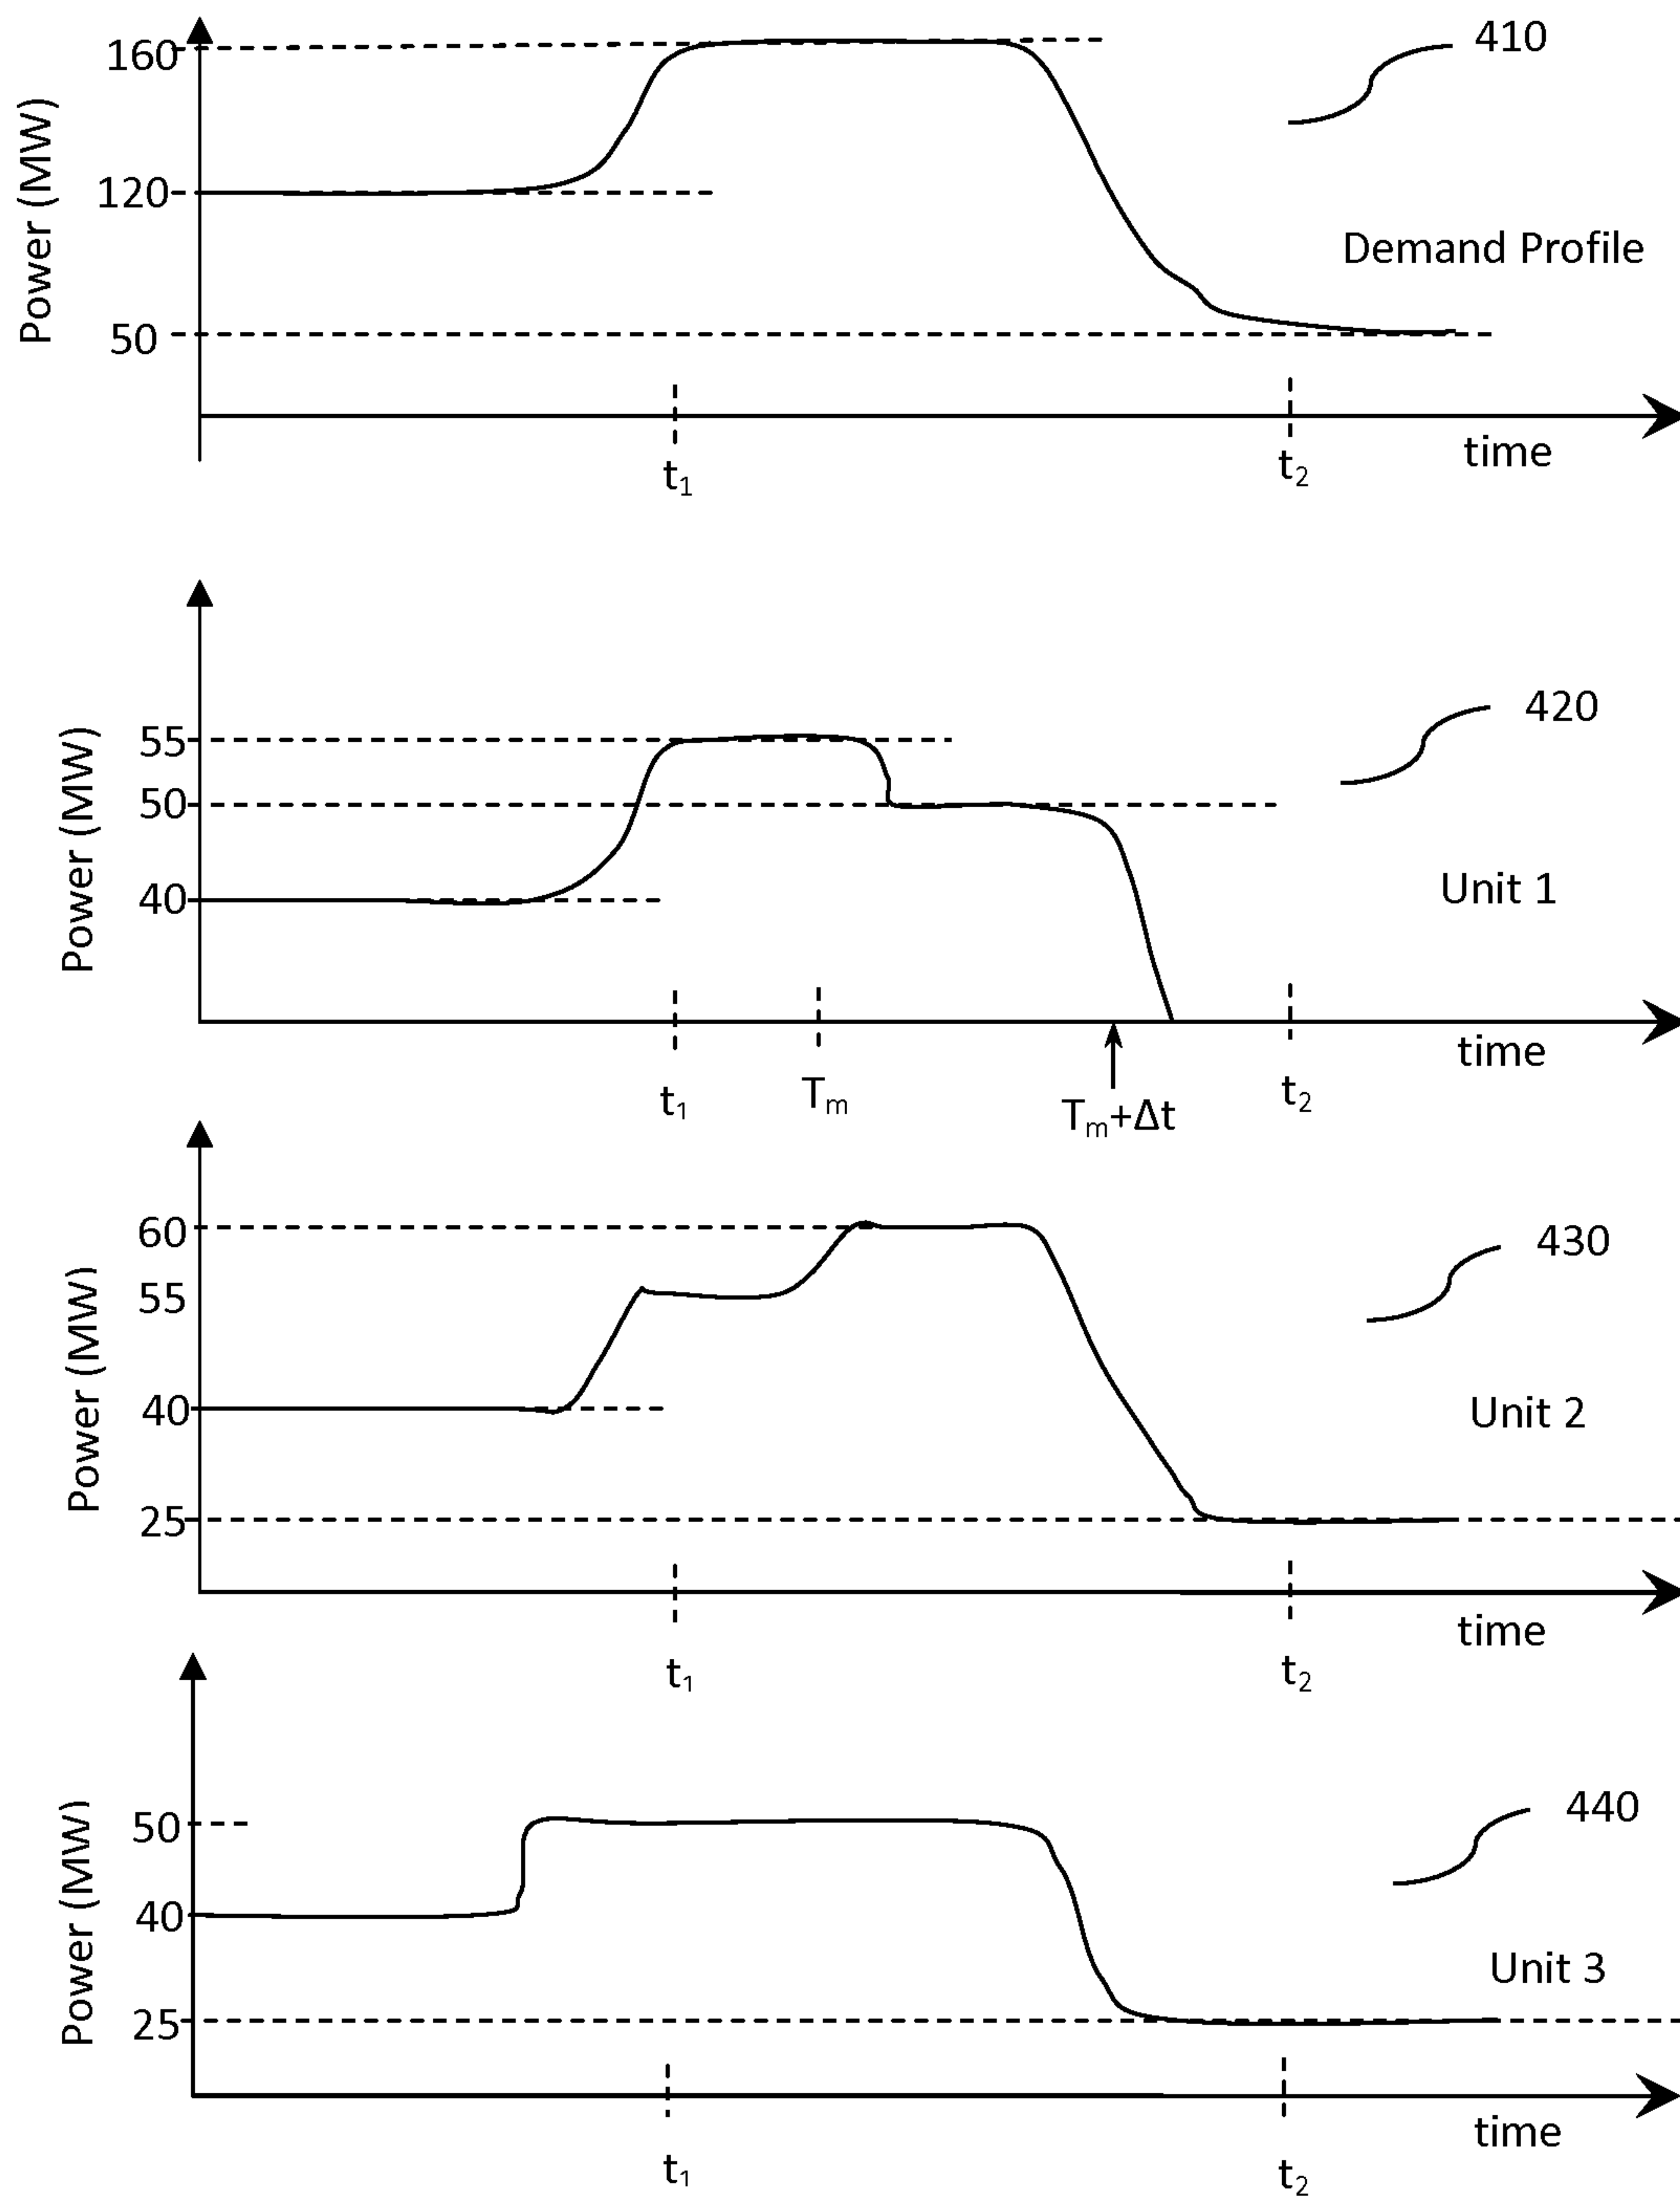 410
160
120
50
Power (MW)
Demand Profile
time
t₁
t₂
420
55
50
40
Power (MW)
Unit 1
time
t₁
Tₘ
Tₘ+Δt
t₂
430
60
55
40
25
Power (MW)
Unit 2
time
t₁
t₂
440
50
40
25
Power (MW)
Unit 3
time
t₁
t₂